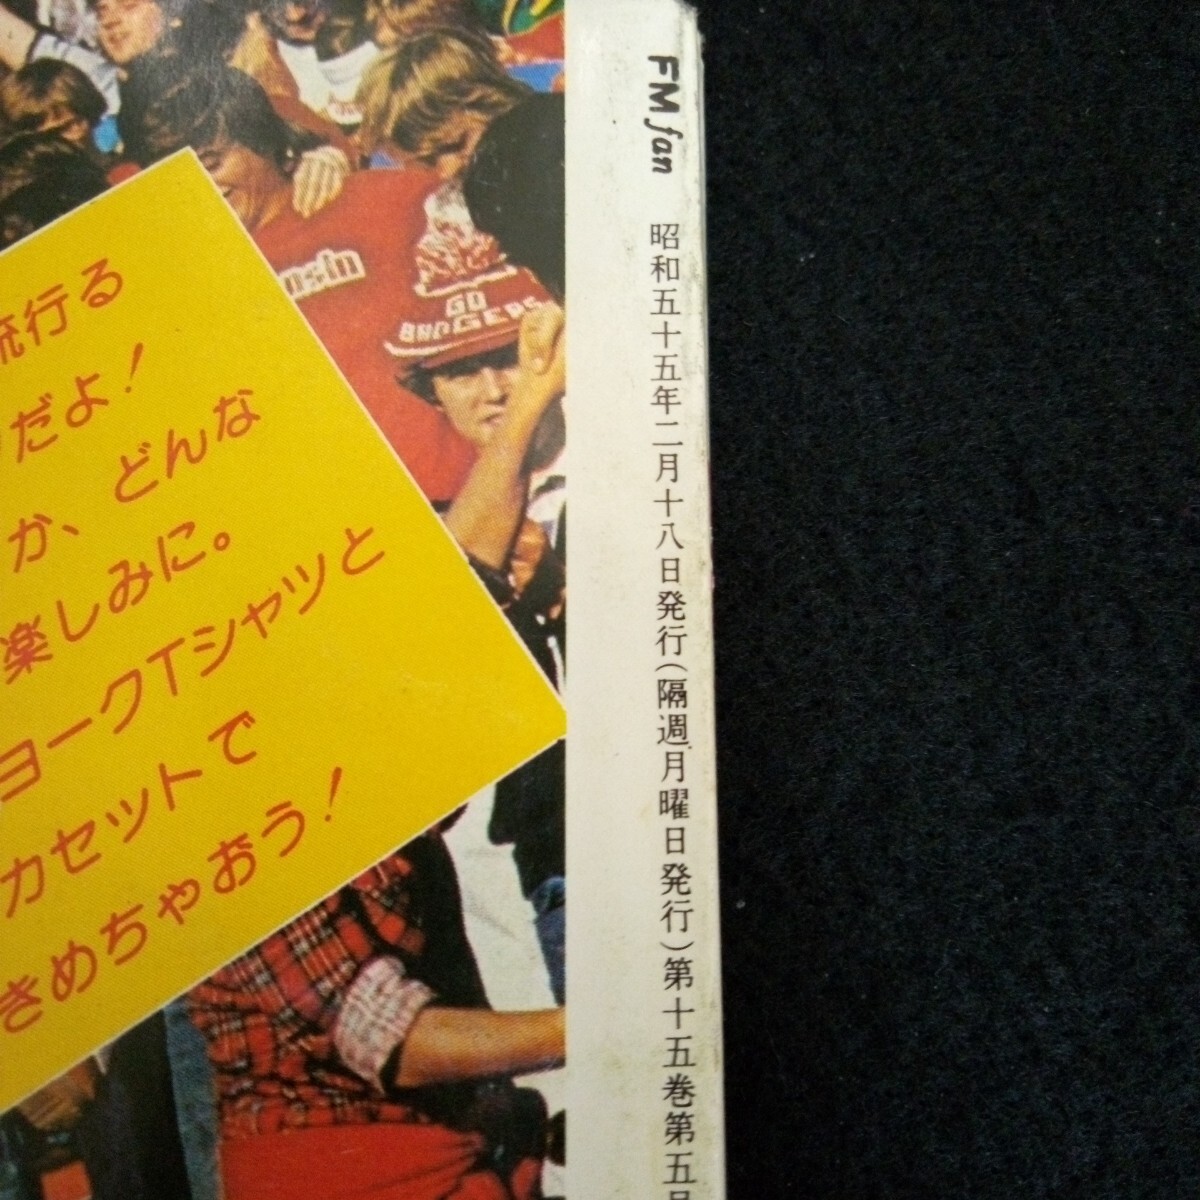 FM fan 昭和五十五年二月十八日発行(隔週月曜日発行)第十五巻第五号
流行る
だよ!
か、どんな
楽しみに。
ヨークTシャツと
カセットで
きめちゃおう!
GO
BADGERS